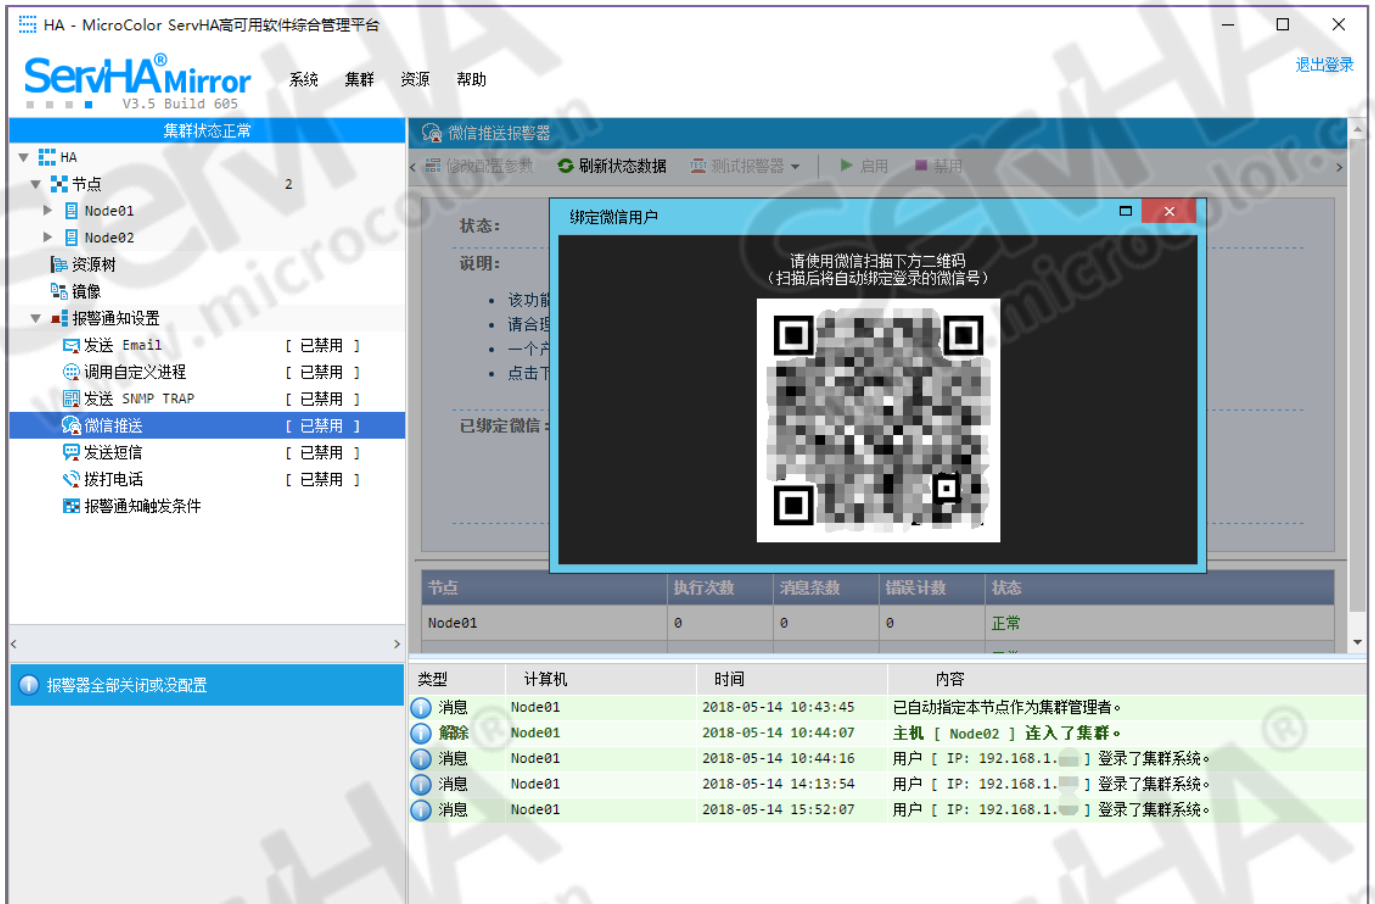 HA - MicroColor ServHA高可用软件综合管理平台
ServHA® Mirror
V3.5 Build 605
系统 集群 资源 帮助
退出登录
集群状态正常
HA
节点 2
Node01
Node02
资源树
镜像
报警通知设置
发送 Email [ 已禁用 ]
调用自定义进程 [ 已禁用 ]
发送 SNMP TRAP [ 已禁用 ]
微信推送 [ 已禁用 ]
发送短信 [ 已禁用 ]
拨打电话 [ 已禁用 ]
报警通知触发条件
报警器全部关闭或没配置
微信推送报警器
修改配置参数 刷新状态数据 TEST 测试报警器 启用 禁用
状态:
说明:
• 该功能
• 请合理
• 一个产
• 点击下
已绑定微信:
绑定微信用户
请使用微信扫描下方二维码
(扫描后将自动绑定登录的微信号)
节点 执行次数 消息条数 错误计数 状态
Node01 0 0 0 正常
类型 计算机 时间 内容
消息 Node01 2018-05-14 10:43:45 已自动指定本节点作为集群管理者。
解除 Node01 2018-05-14 10:44:07 主机 [ Node02 ] 连入了集群。
消息 Node01 2018-05-14 10:44:16 用户 [ IP: 192.168.1. ] 登录了集群系统。
消息 Node01 2018-05-14 14:13:54 用户 [ IP: 192.168.1. ] 登录了集群系统。
消息 Node01 2018-05-14 15:52:07 用户 [ IP: 192.168.1. ] 登录了集群系统。
ServHA®
www.microcolor.cn